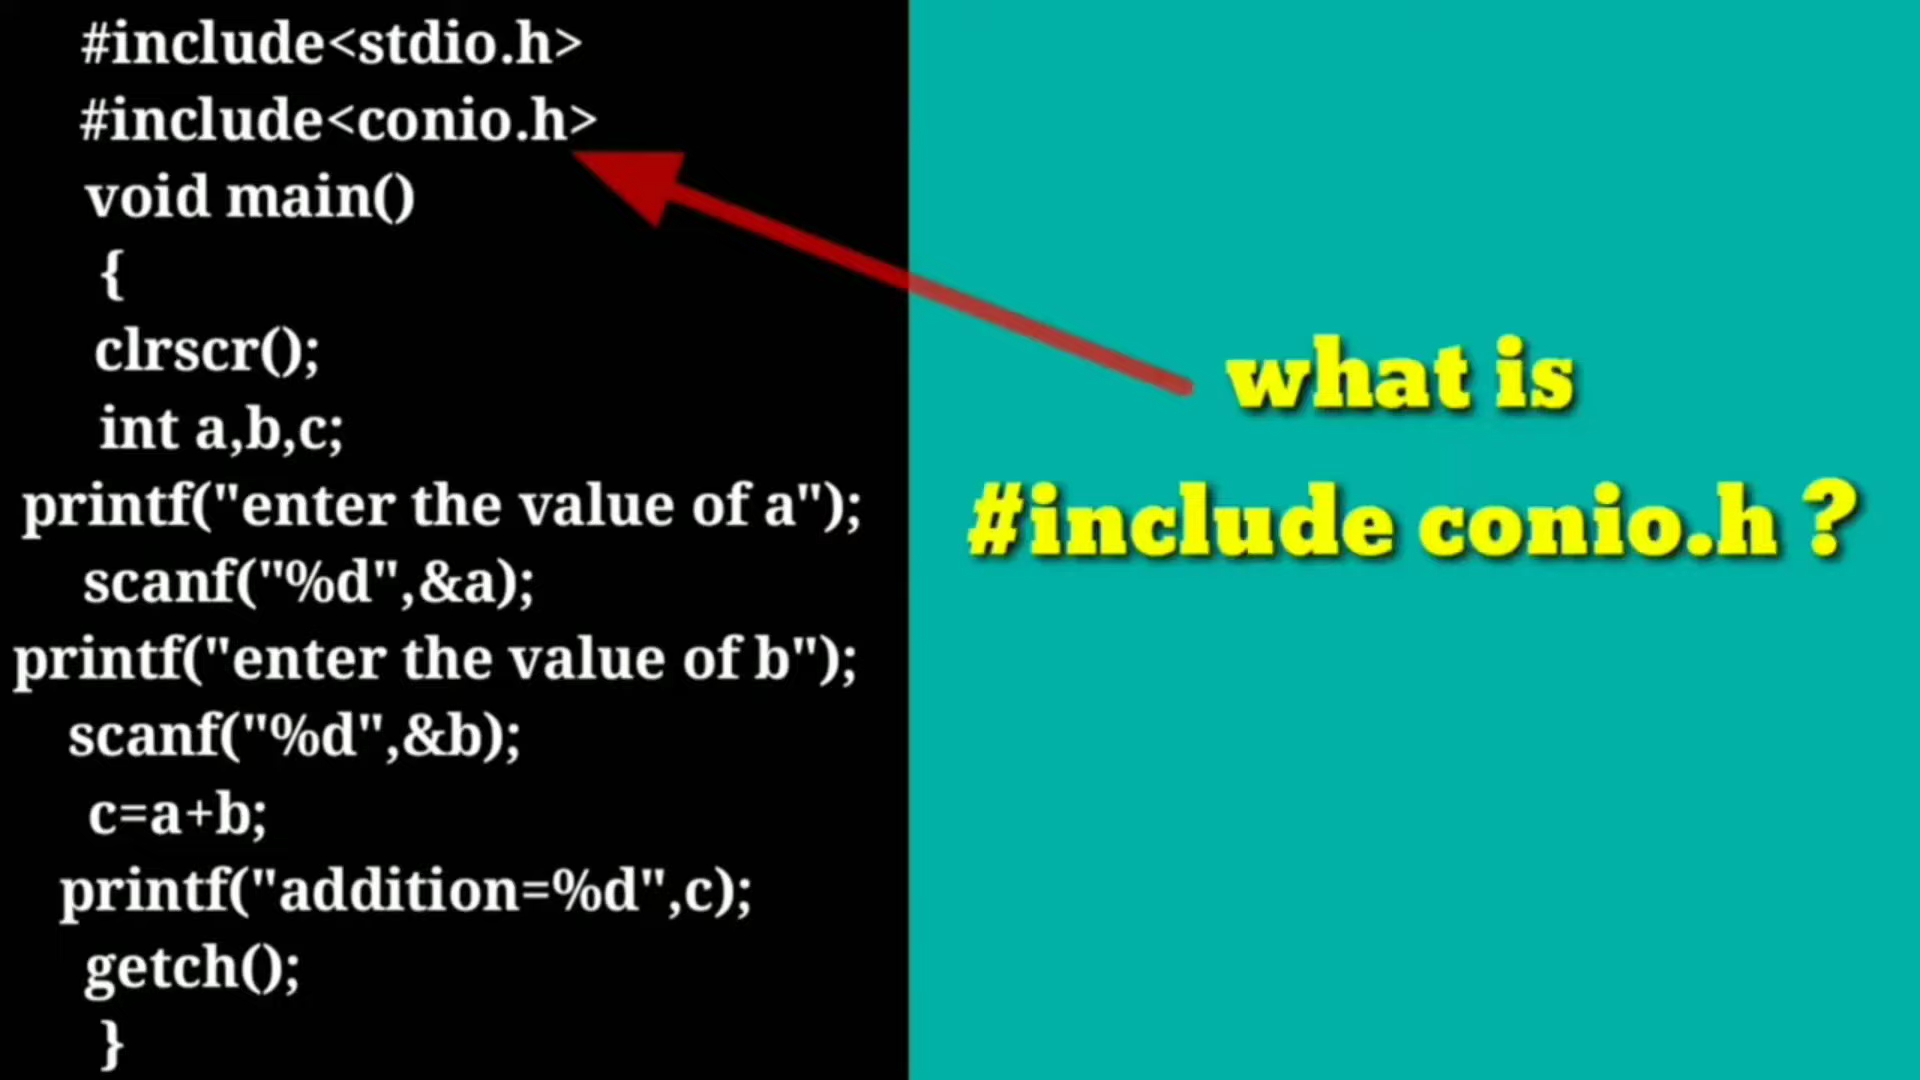 #include<stdio.h>
#include<conio.h>
void main()
{
clrscr();
int a,b,c;
printf("enter the value of a");
scanf("%d",&a);
printf("enter the value of b");
scanf("%d",&b);
c=a+b;
printf("addition=%d",c);
getch();
}
what is
#include conio.h ?